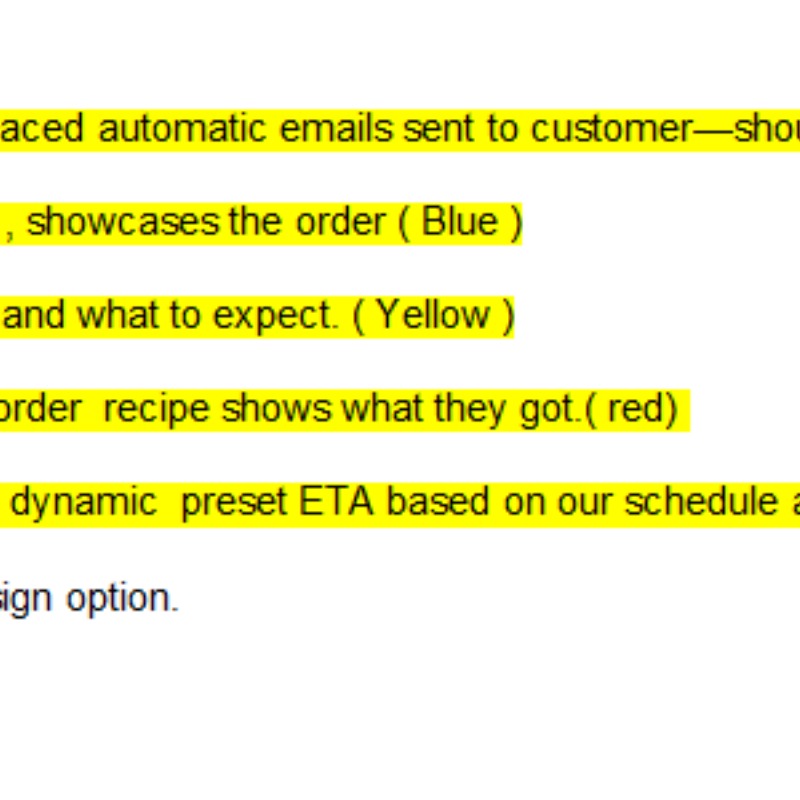 aced automatic emails sent to customer—shou
, showcases the order ( Blue )
and what to expect. ( Yellow )
order  recipe shows what they got.( red)
dynamic  preset ETA based on our schedule a
sign option.